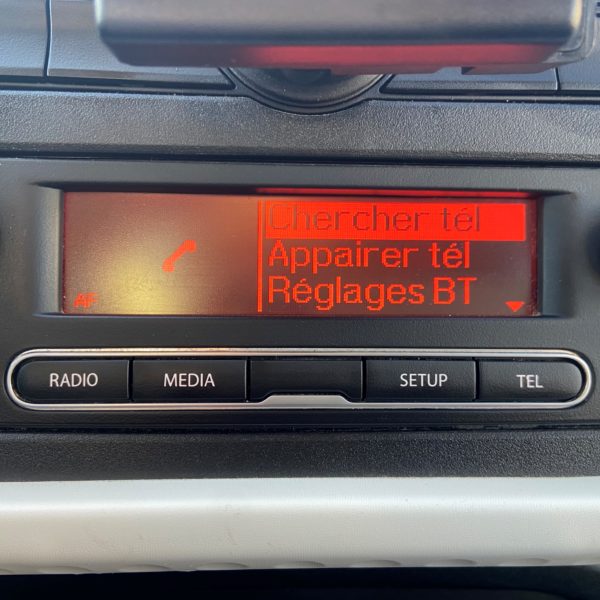 Chercher tél
Appairer tél
Réglages BT
AF
RADIO MEDIA SETUP TEL